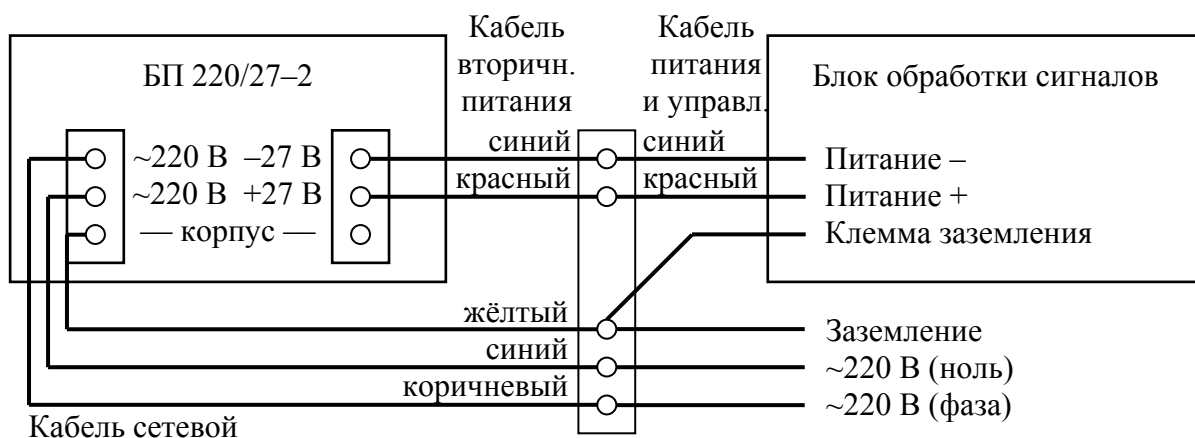 Кабель вторичн. питания
Кабель питания и управл.
БП 220/27–2
Блок обработки сигналов
~220 В –27 В
синий
синий
Питание –
~220 В +27 В
красный
красный
Питание +
— корпус —
Клемма заземления
жёлтый
Заземление
синий
~220 В (ноль)
коричневый
~220 В (фаза)
Кабель сетевой